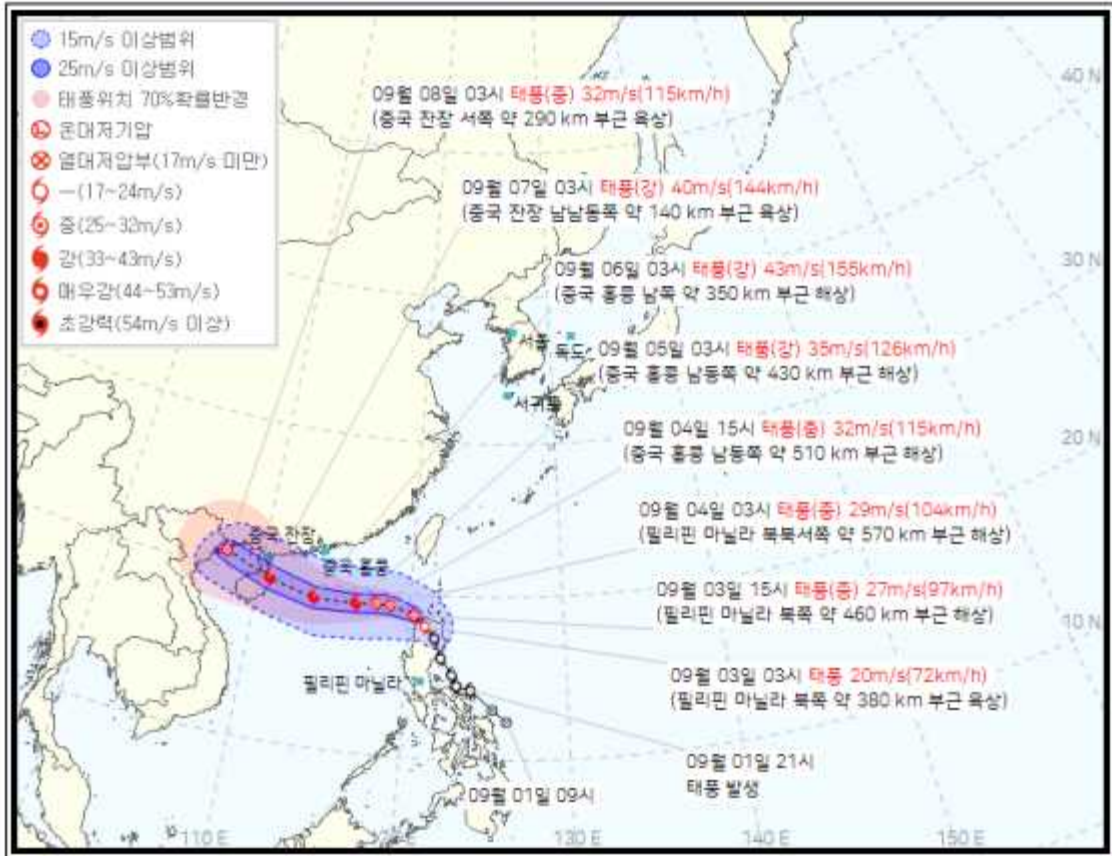 15m/s 이상범위
25m/s 이상범위
태풍위치 70%확률반경
온대저기압
열대저압부(17m/s 미만)
—(17~24m/s)
중(25~32m/s)
강(33~43m/s)
매우강(44~53m/s)
초강력(54m/s 이상)
09월 08일 03시 태풍(중) 32m/s(115km/h)
(중국 잔장 서쪽 약 290 km 부근 육상)
09월 07일 03시 태풍(강) 40m/s(144km/h)
(중국 잔장 남남동쪽 약 140 km 부근 육상)
09월 06일 03시 태풍(강) 43m/s(155km/h)
(중국 홍콩 남쪽 약 350 km 부근 해상)
09월 05일 03시 태풍(강) 35m/s(126km/h)
(중국 홍콩 남동쪽 약 430 km 부근 해상)
09월 04일 15시 태풍(중) 32m/s(115km/h)
(중국 홍콩 남동쪽 약 510 km 부근 해상)
09월 04일 03시 태풍(중) 29m/s(104km/h)
(필리핀 마닐라 북북서쪽 약 570 km 부근 해상)
09월 03일 15시 태풍(중) 27m/s(97km/h)
(필리핀 마닐라 북쪽 약 460 km 부근 해상)
09월 03일 03시 태풍 20m/s(72km/h)
(필리핀 마닐라 북쪽 약 380 km 부근 육상)
09월 01일 21시
태풍 발생
09월 01일 09시
서울
독도
서귀포
중국 잔장
중국 홍콩
필리핀 마닐라
40 N
30 N
20 N
10 N
110 E
130 E
140 E
150 E